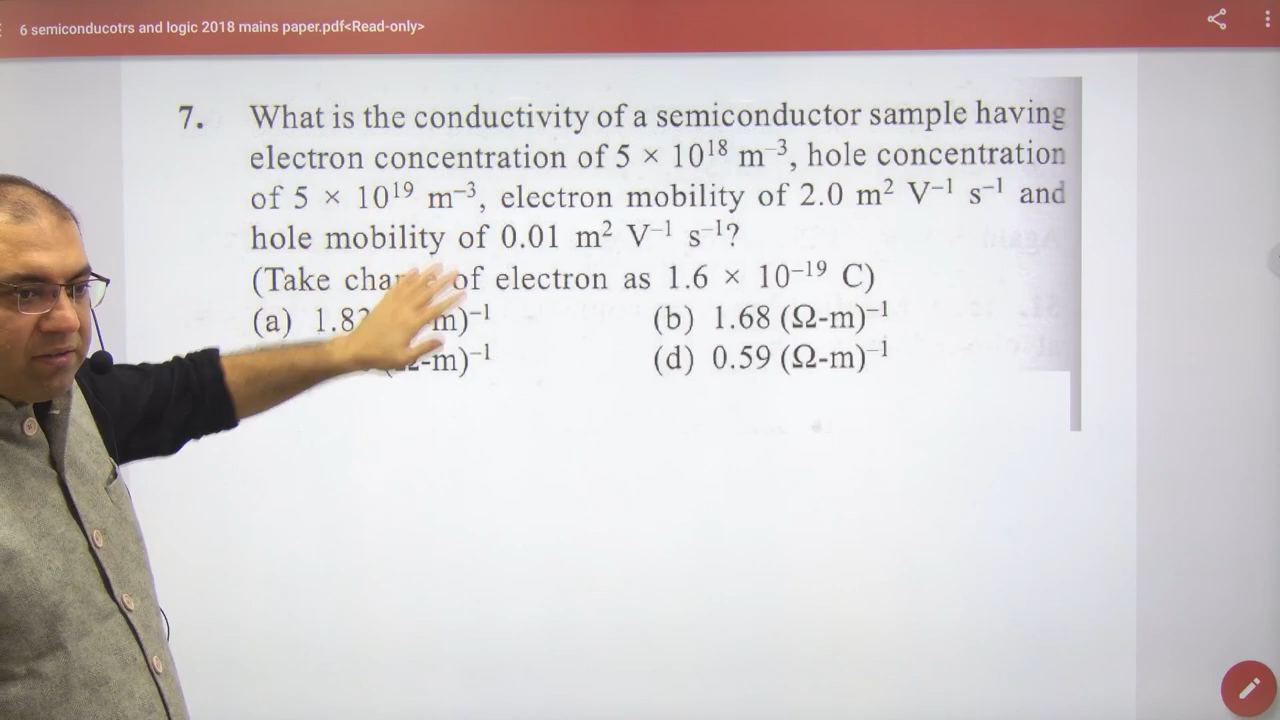 6 semiconducotrs and logic 2018 mains paper.pdf<Read-only>
7. What is the conductivity of a semiconductor sample having
electron concentration of 5 × 10¹⁸ m⁻³, hole concentration
of 5 × 10¹⁹ m⁻³, electron mobility of 2.0 m² V⁻¹ s⁻¹ and
hole mobility of 0.01 m² V⁻¹ s⁻¹?
(Take of electron as 1.6 × 10⁻¹⁹ C)
(a) m)⁻¹ (b) 1.68 (Ω-m)⁻¹
-m)⁻¹ (d) 0.59 (Ω-m)⁻¹